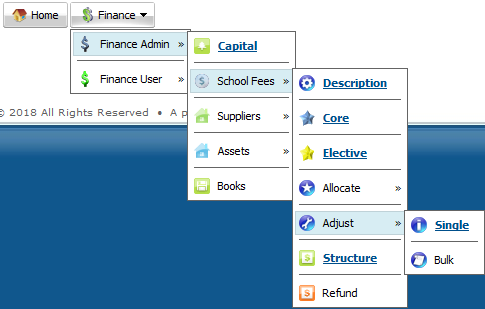 Home
Finance
Finance Admin »
Finance User »
Capital
School Fees »
Suppliers »
Assets »
Books
Description
Core
Elective
Allocate »
Adjust »
Structure
Refund
Single
Bulk
© 2018 All Rights Reserved • A p